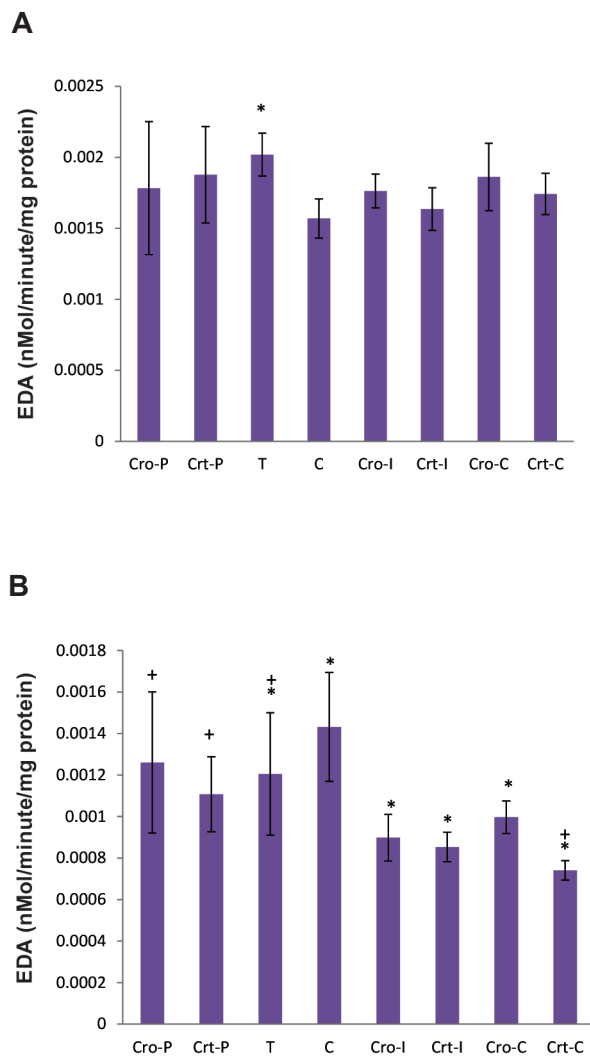 A
EDA (nMol/minute/mg protein)
0.0025
0.002
0.0015
0.001
0.0005
0
*
Cro-P Crt-P T C Cro-I Crt-I Cro-C Crt-C
B
EDA (nMol/minute/mg protein)
0.0018
0.0016
0.0014
0.0012
0.001
0.0008
0.0006
0.0004
0.0002
0
+ + + * * * * * + *
Cro-P Crt-P T C Cro-I Crt-I Cro-C Crt-C